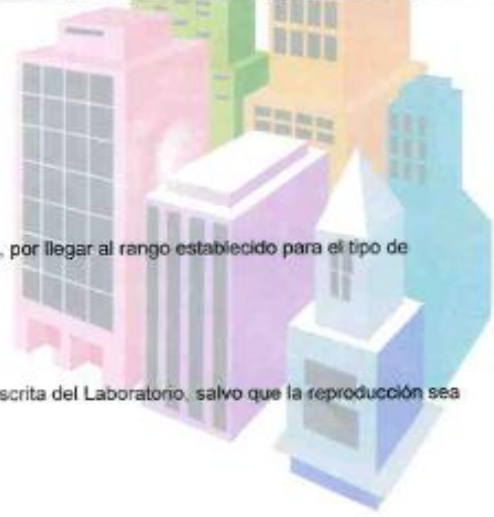 , por llegar al rango establecido para el tipo de
scrita del Laboratorio, salvo que la reproducción sea